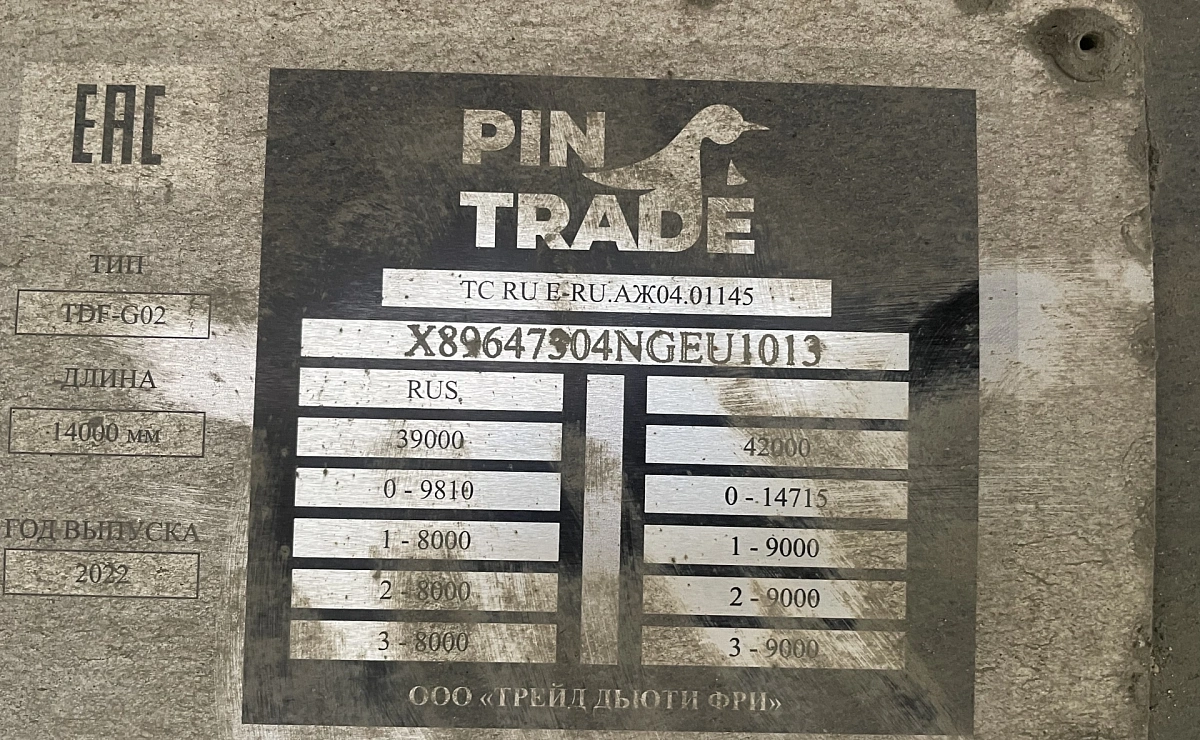 EAC
ТИП
TDF-G02
ДЛИНА
14000 мм
ГОД ВЫПУСКА
2022
PIN
TRADE
ТС RU E-RU.АЖ04.01145
X89647304NGEU1013
RUS
39000
42000
0 - 9810
0 - 14715
1 - 8000
1 - 9000
2 - 8000
2 - 9000
3 - 8000
3 - 9000
ООО «ТРЕЙД ДЬЮТИ ФРИ»